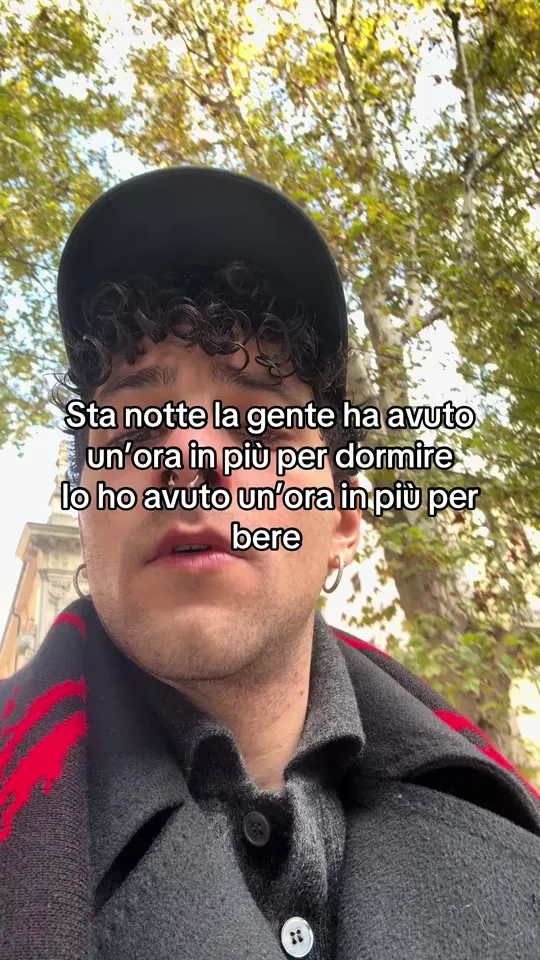 Sta notte la gente ha avuto
un’ora in più per dormire
Io ho avuto un’ora in più per
bere